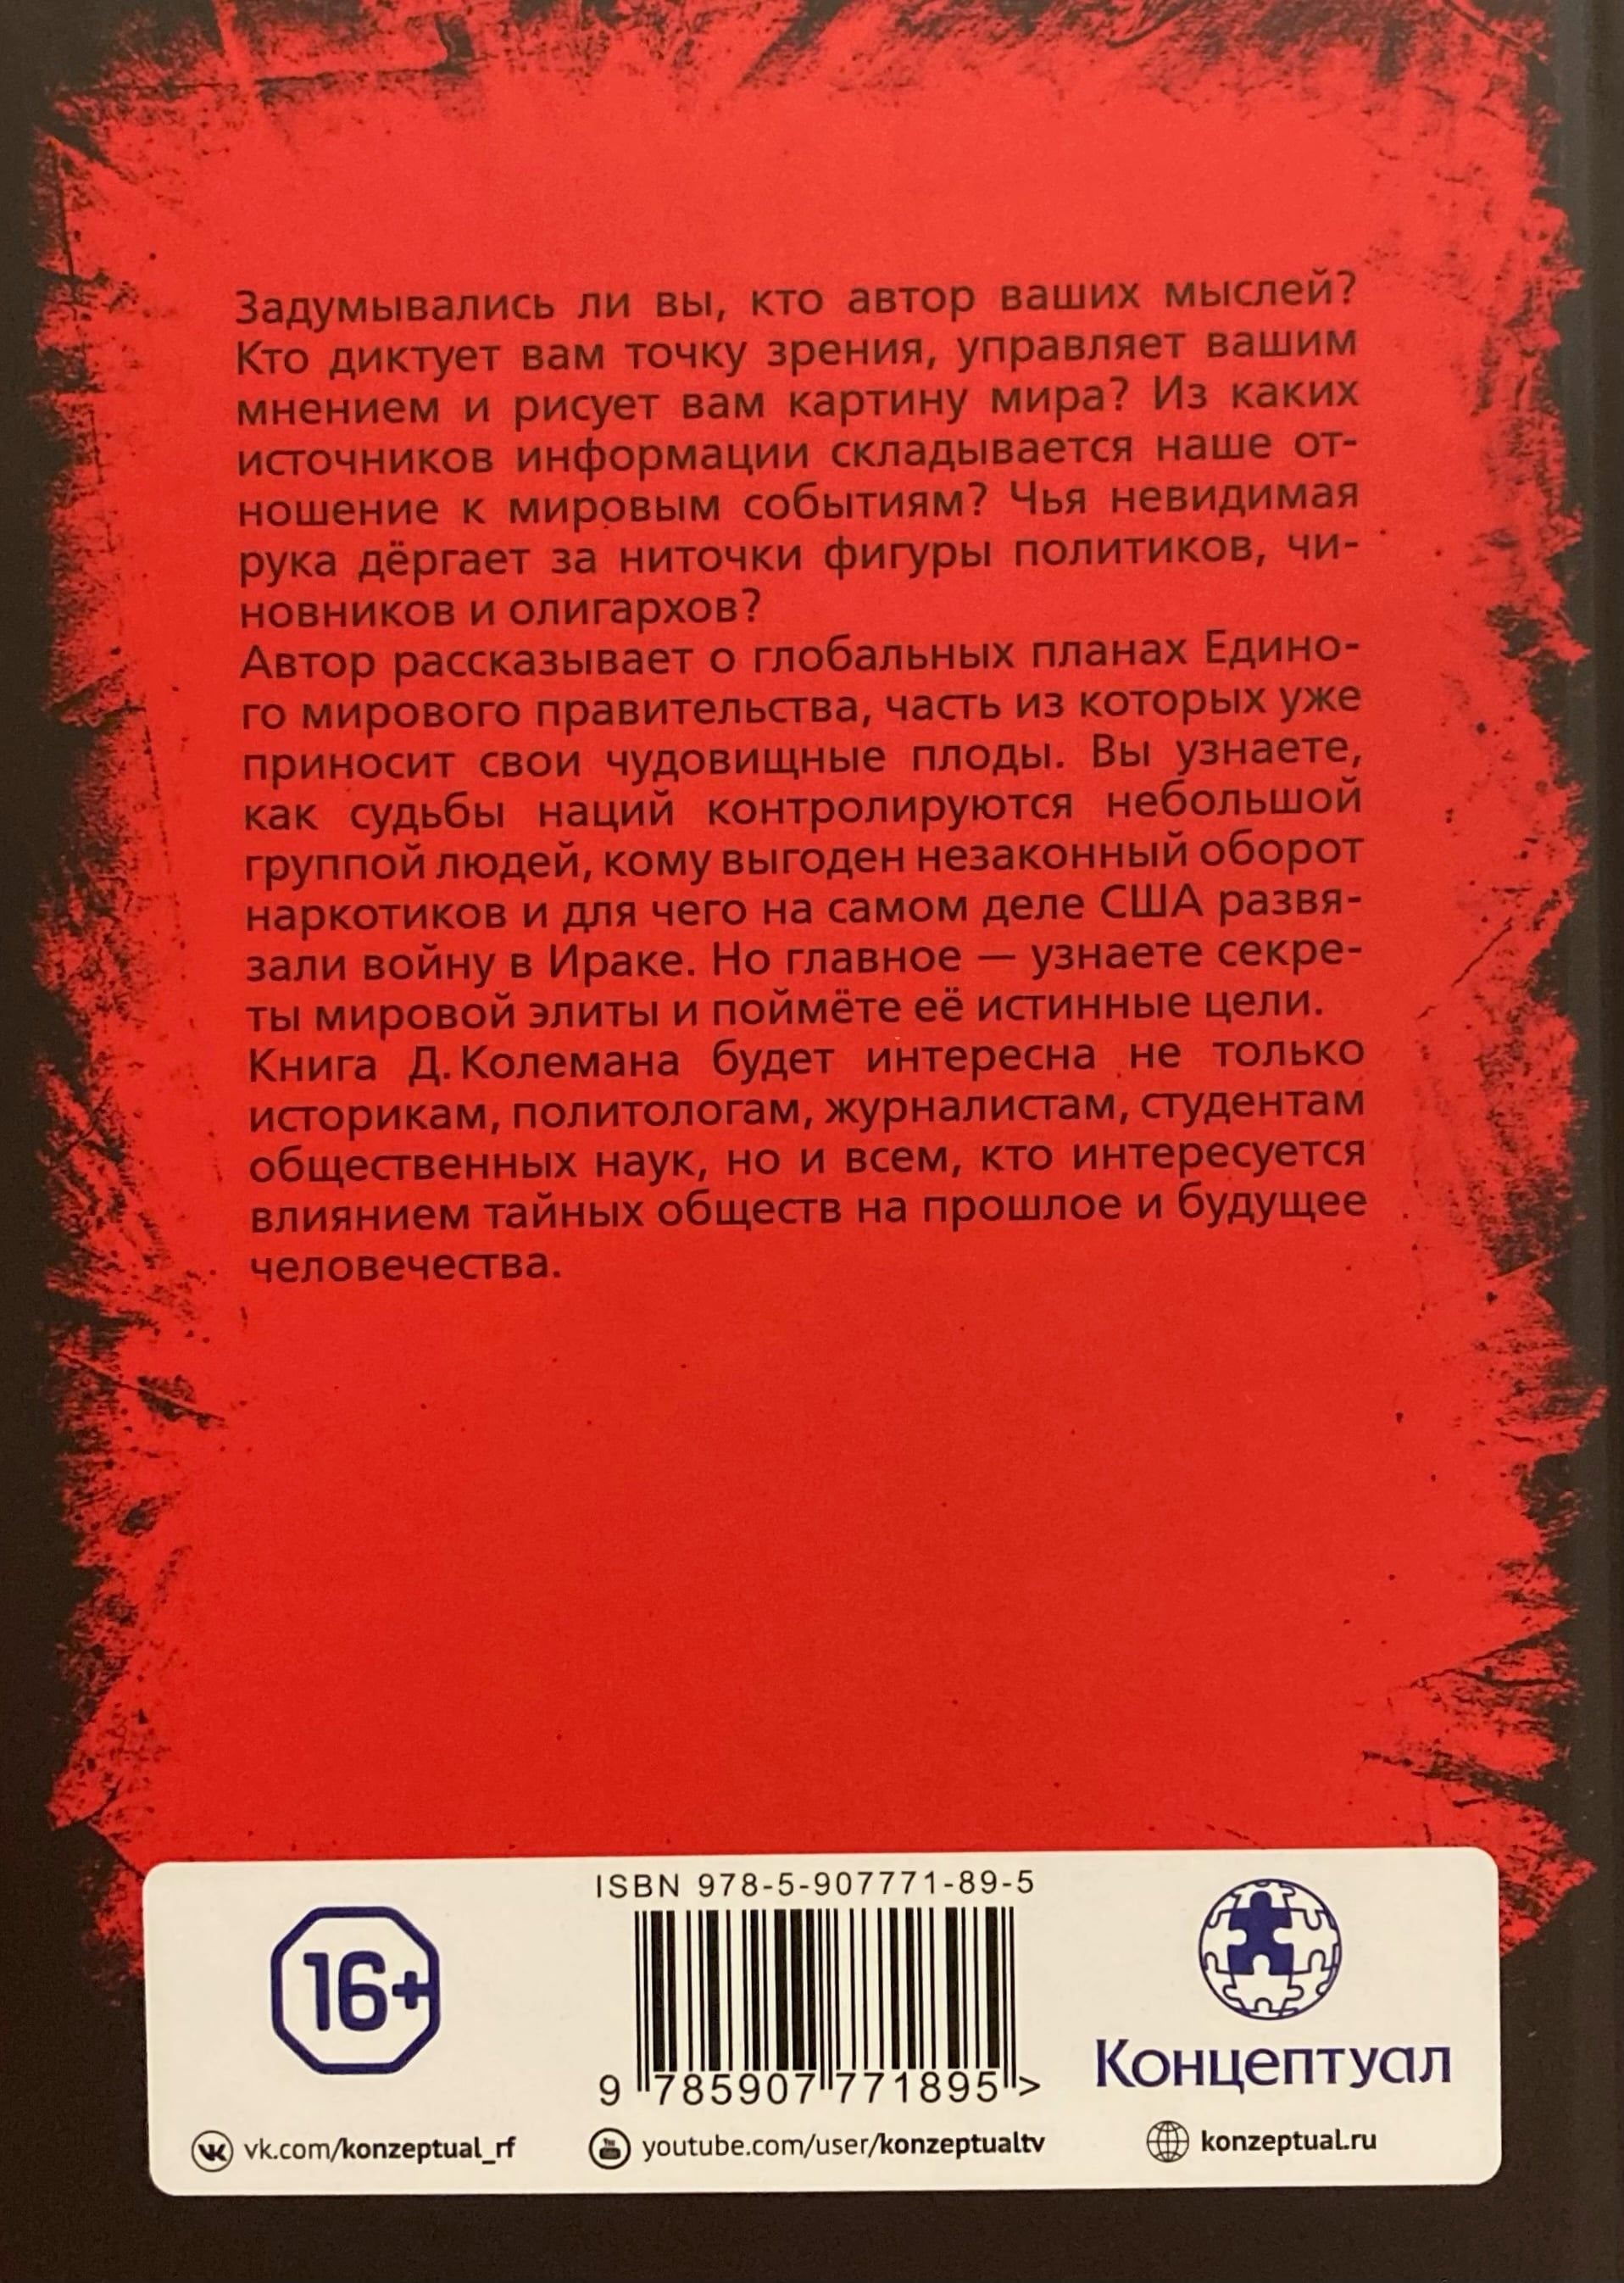 Задумывались ли вы, кто автор ваших мыслей?
Кто диктует вам точку зрения, управляет вашим
мнением и рисует вам картину мира? Из каких
источников информации складывается наше от-
ношение к мировым событиям? Чья невидимая
рука дёргает за ниточки фигуры политиков, чи-
новников и олигархов?
Автор рассказывает о глобальных планах Едино-
го мирового правительства, часть из которых уже
приносит свои чудовищные плоды. Вы узнаете,
как судьбы наций контролируются небольшой
группой людей, кому выгоден незаконный оборот
наркотиков и для чего на самом деле США развя-
зали войну в Ираке. Но главное — узнаете секре-
ты мировой элиты и поймёте её истинные цели.
Книга Д. Колемана будет интересна не только
историкам, политологам, журналистам, студентам
общественных наук, но и всем, кто интересуется
влиянием тайных обществ на прошлое и будущее
человечества.
ISBN 978-5-907771-89-5
16+
9 785907 771895 >
Концептуал
vk.com/konzeptual_rf
youtube.com/user/konzeptualtv
konzeptual.ru